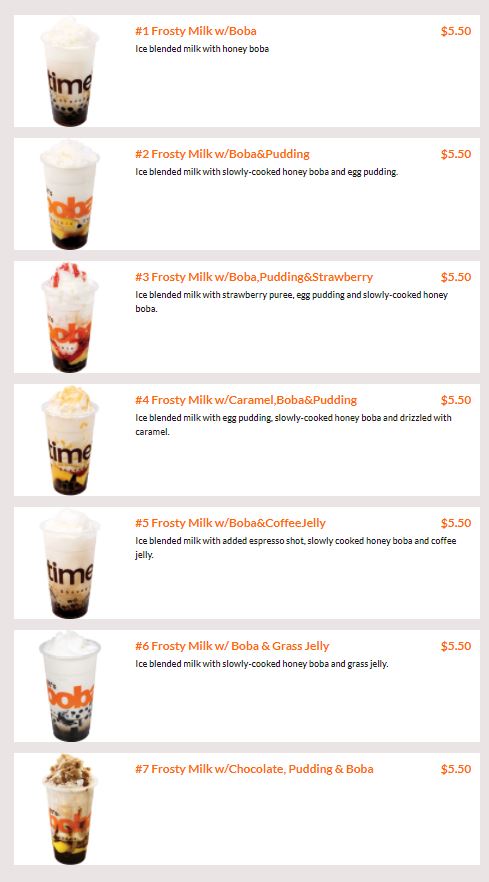 #1 Frosty Milk w/Boba $5.50
Ice blended milk with honey boba
time
#2 Frosty Milk w/Boba&Pudding $5.50
Ice blended milk with slowly-cooked honey boba and egg pudding.
#3 Frosty Milk w/Boba,Pudding&Strawberry $5.50
Ice blended milk with strawberry puree, egg pudding and slowly-cooked honey
boba.
#4 Frosty Milk w/Caramel,Boba&Pudding $5.50
Ice blended milk with egg pudding, slowly-cooked honey boba and drizzled with
caramel.
time
#5 Frosty Milk w/Boba&CoffeeJelly $5.50
Ice blended milk with added espresso shot, slowly cooked honey boba and coffee
jelly.
time
#6 Frosty Milk w/ Boba & Grass Jelly $5.50
Ice blended milk with slowly-cooked honey boba and grass jelly.
boba
#7 Frosty Milk w/Chocolate, Pudding & Boba $5.50